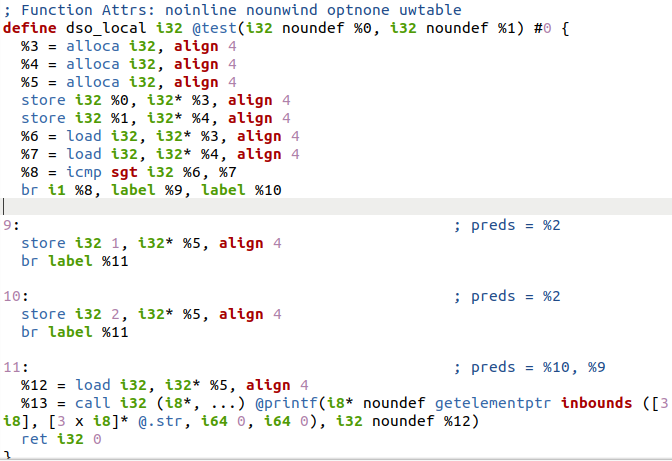 ; Function Attrs: noinline nounwind optnone uwtable
define dso_local i32 @test(i32 noundef %0, i32 noundef %1) #0 {
%3 = alloca i32, align 4
%4 = alloca i32, align 4
%5 = alloca i32, align 4
store i32 %0, i32* %3, align 4
store i32 %1, i32* %4, align 4
%6 = load i32, i32* %3, align 4
%7 = load i32, i32* %4, align 4
%8 = icmp sgt i32 %6, %7
br i1 %8, label %9, label %10
9: ; preds = %2
store i32 1, i32* %5, align 4
br label %11
10: ; preds = %2
store i32 2, i32* %5, align 4
br label %11
11: ; preds = %10, %9
%12 = load i32, i32* %5, align 4
%13 = call i32 (i8*, ...) @printf(i8* noundef getelementptr inbounds ([3 x
i8], [3 x i8]* @.str, i64 0, i64 0), i32 noundef %12)
ret i32 0
}